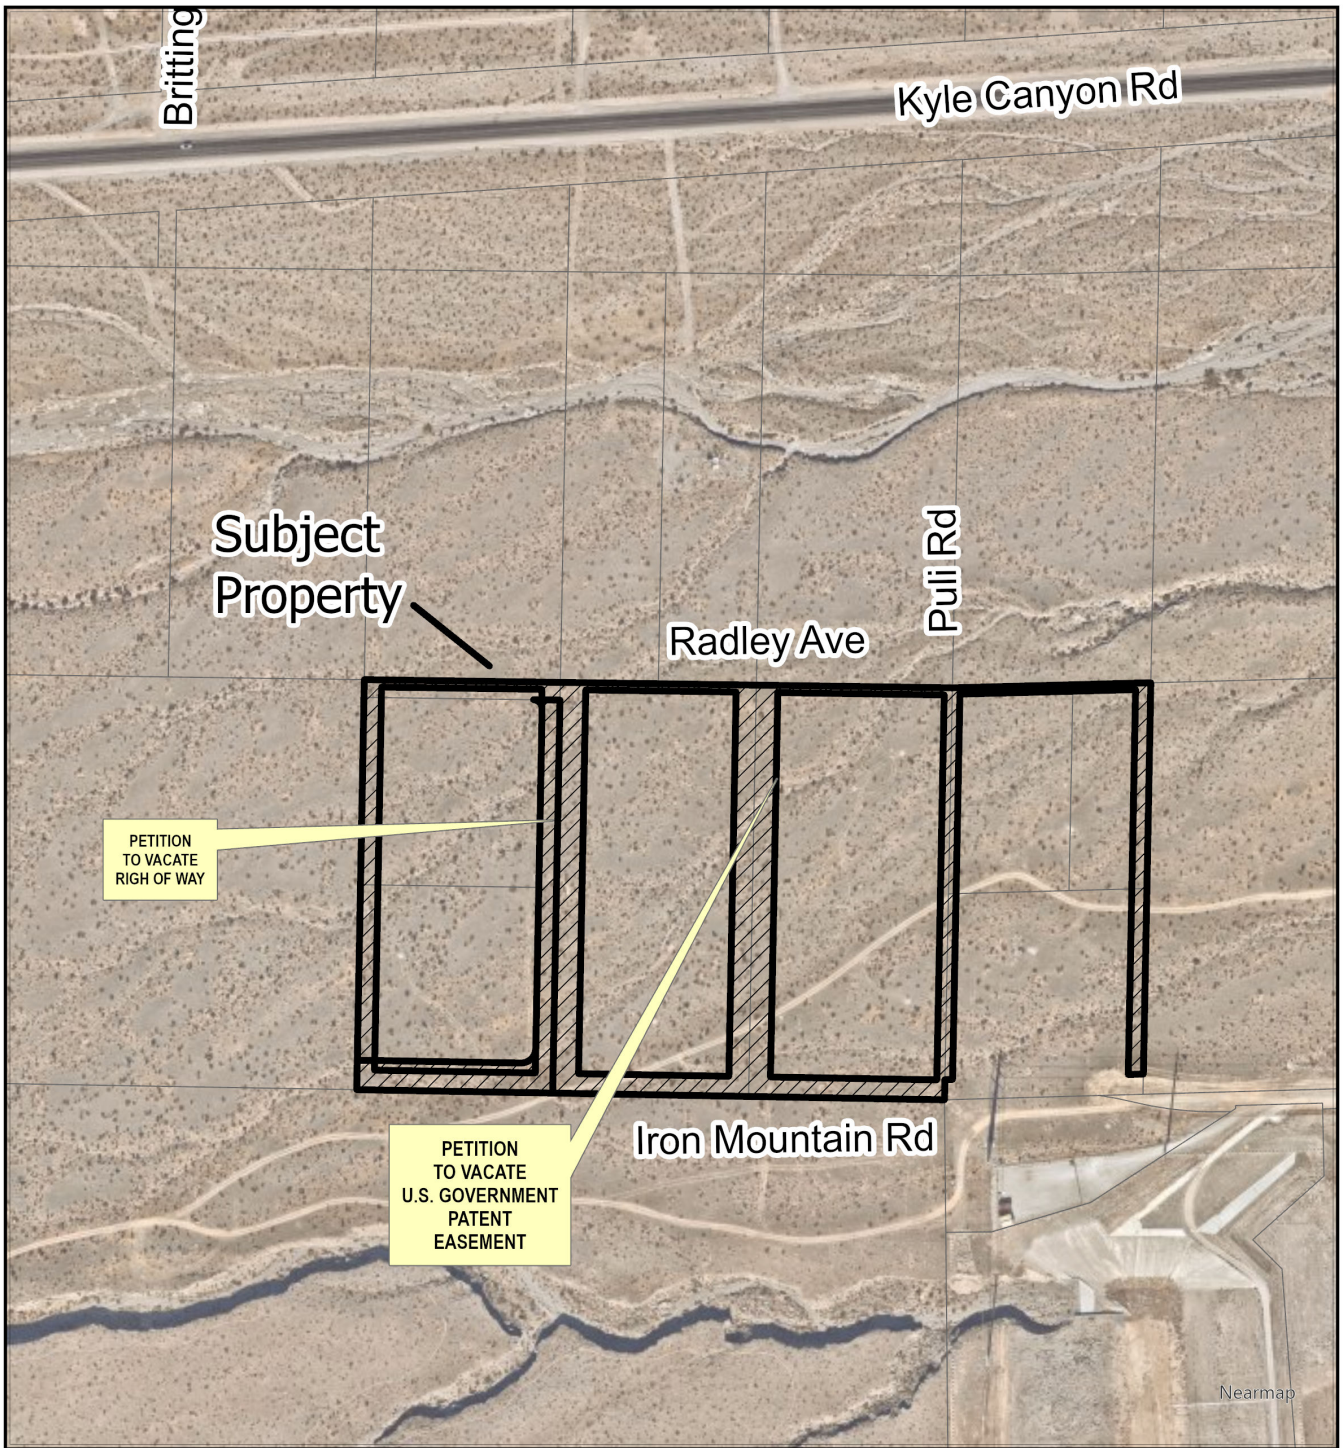 Britting
Kyle Canyon Rd
Subject
Property
Puli Rd
Radley Ave
PETITION
TO VACATE
RIGH OF WAY
PETITION
TO VACATE
U.S. GOVERNMENT
PATENT
EASEMENT
Iron Mountain Rd
Nearmap